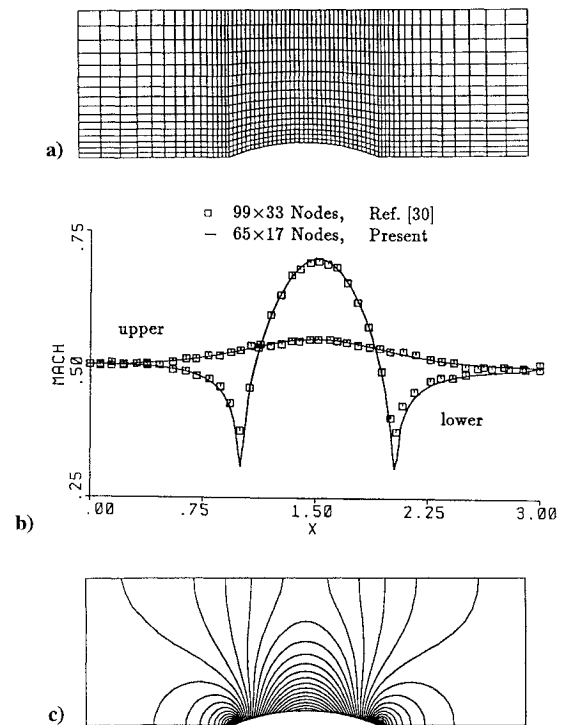 a)
□ 99×33 Nodes, Ref. [30]
— 65×17 Nodes, Present
.75
upper
.50
MACH
lower
.25
.00 .75 1.50 2.25 3.00
X
b)
c)